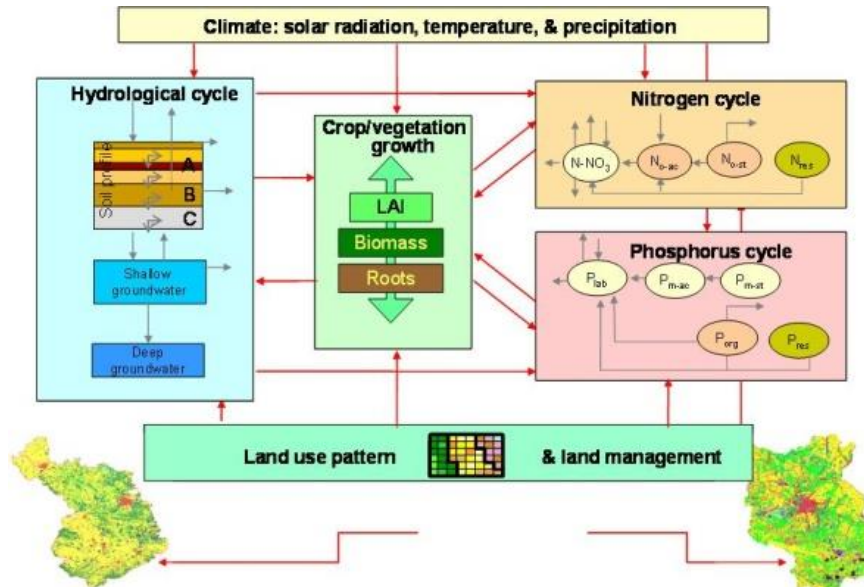 Climate: solar radiation, temperature, & precipitation
Hydrological cycle
Soil profile
A
B
C
Shallow
groundwater
Deep
groundwater
Crop/vegetation
growth
LAI
Biomass
Roots
Nitrogen cycle
N-NO3
No-ac
No-st
Nres
Phosphorus cycle
Plab
Pm-ac
Pm-st
Porg
Pres
Land use pattern & land management